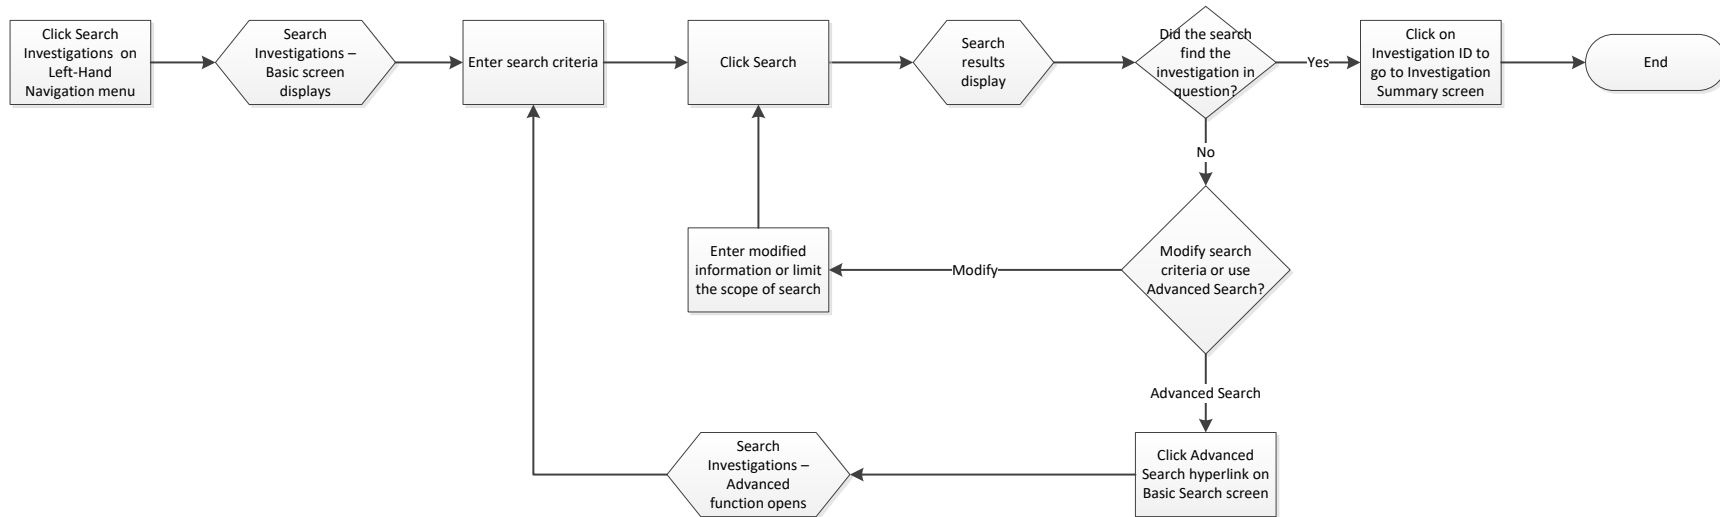 Click Search
Investigations on
Left-Hand
Navigation menu
Search
Investigations –
Basic screen
displays
Enter search criteria
Click Search
Search
results
display
Did the search
find the
investigation in
question?
Yes
Click on
Investigation ID to
go to Investigation
Summary screen
End
No
Modify search
criteria or use
Advanced Search?
Modify
Enter modified
information or limit
the scope of search
Advanced Search
Click Advanced
Search hyperlink on
Basic Search screen
Search
Investigations –
Advanced
function opens